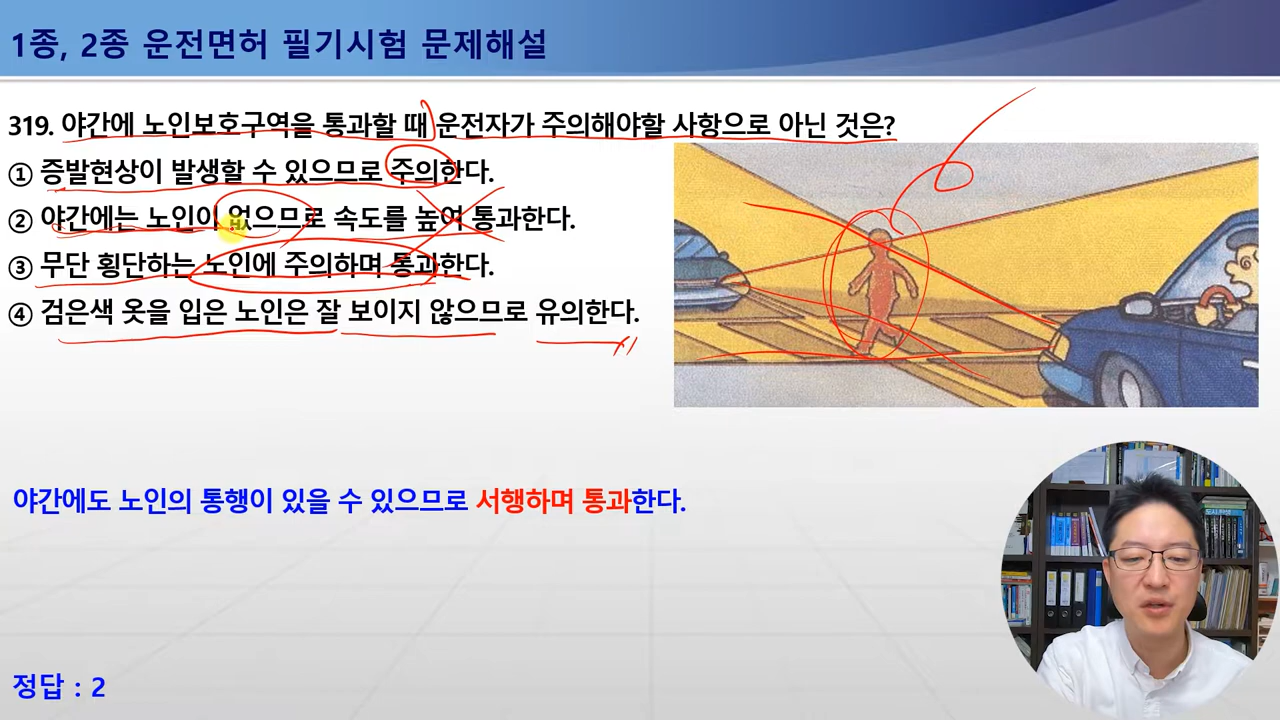 1종, 2종 운전면허 필기시험 문제해설
319. 야간에 노인보호구역을 통과할 때 운전자가 주의해야할 사항으로 아닌 것은?
① 증발현상이 발생할 수 있으므로 주의한다.
② 야간에는 노인이 없으므로 속도를 높여 통과한다.
③ 무단 횡단하는 노인에 주의하며 통과한다.
④ 검은색 옷을 입은 노인은 잘 보이지 않으므로 유의한다.
야간에도 노인의 통행이 있을 수 있으므로 서행하며 통과한다.
정답 : 2